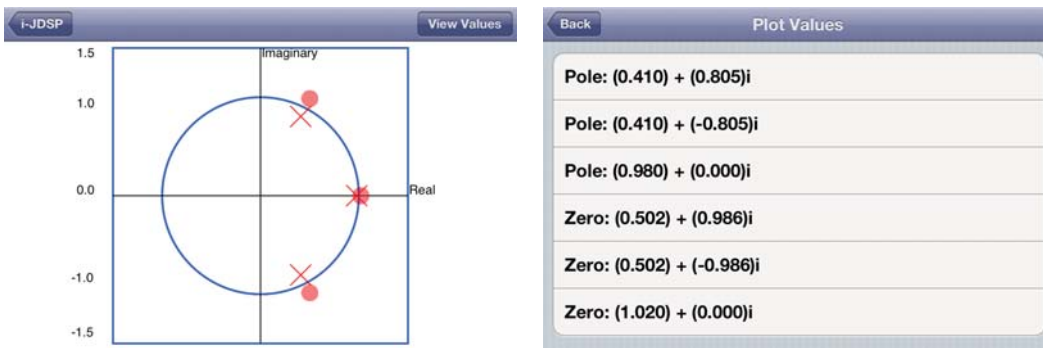 i-JDSP
View Values
1.5
Imaginary
1.0
0.0
Real
-1.0
-1.5
Back
Plot Values
Pole: (0.410) + (0.805)i
Pole: (0.410) + (-0.805)i
Pole: (0.980) + (0.000)i
Zero: (0.502) + (0.986)i
Zero: (0.502) + (-0.986)i
Zero: (1.020) + (0.000)i